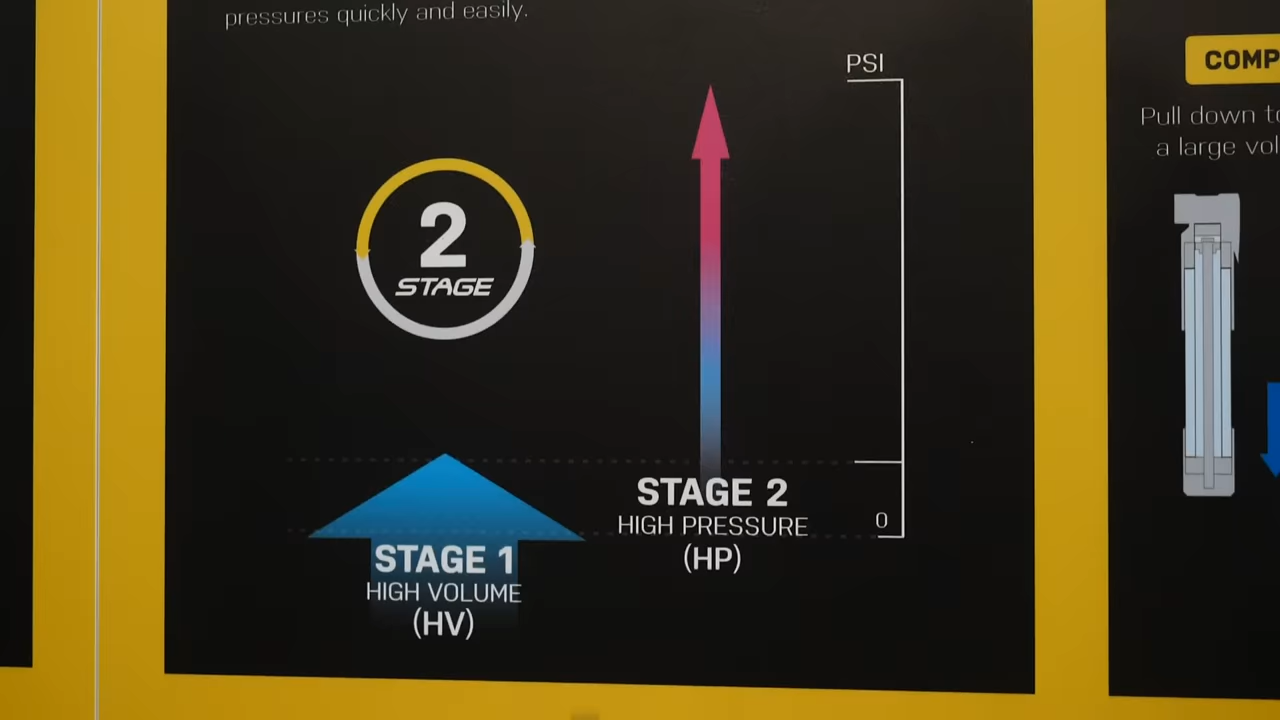 pressures quickly and easily.
PSI
2
STAGE
STAGE 2
HIGH PRESSURE
(HP)
0
STAGE 1
HIGH VOLUME
(HV)
COMP
Pull down to
a large vol